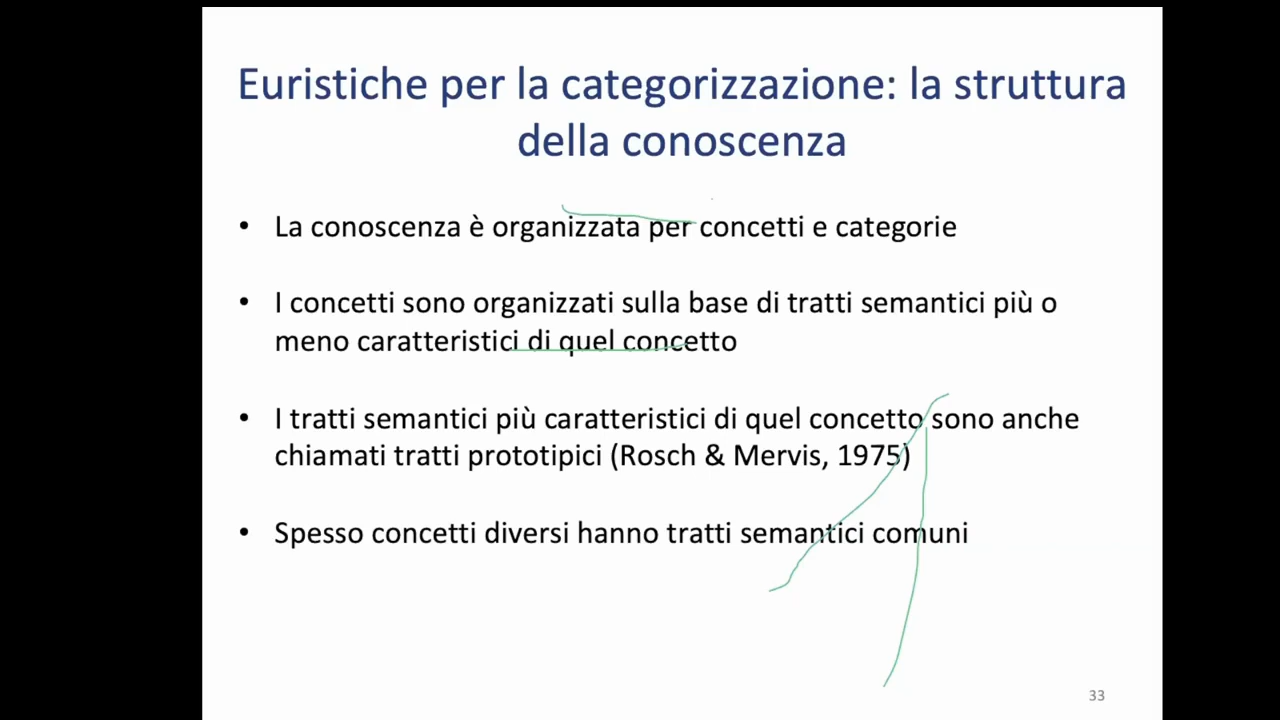 Euristiche per la categorizzazione: la struttura
della conoscenza
• La conoscenza è organizzata per concetti e categorie
• I concetti sono organizzati sulla base di tratti semantici più o
meno caratteristici di quel concetto
• I tratti semantici più caratteristici di quel concetto sono anche
chiamati tratti prototipici (Rosch & Mervis, 1975)
• Spesso concetti diversi hanno tratti semantici comuni
33